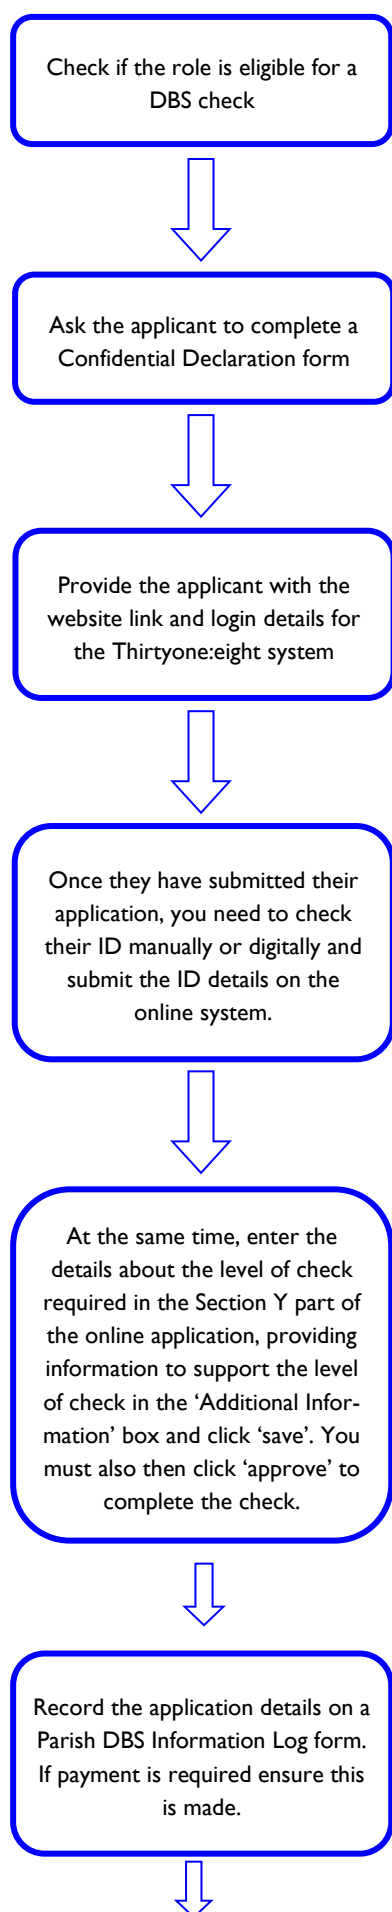 Check if the role is eligible for a
DBS check
Ask the applicant to complete a
Confidential Declaration form
Provide the applicant with the
website link and login details for
the Thirtyone:eight system
Once they have submitted their
application, you need to check
their ID manually or digitally and
submit the ID details on the
online system.
At the same time, enter the
details about the level of check
required in the Section Y part of
the online application, providing
information to support the level
of check in the ‘Additional Infor-
mation’ box and click ‘save’. You
must also then click ‘approve’ to
complete the check.
Record the application details on a
Parish DBS Information Log form.
If payment is required ensure this
is made.